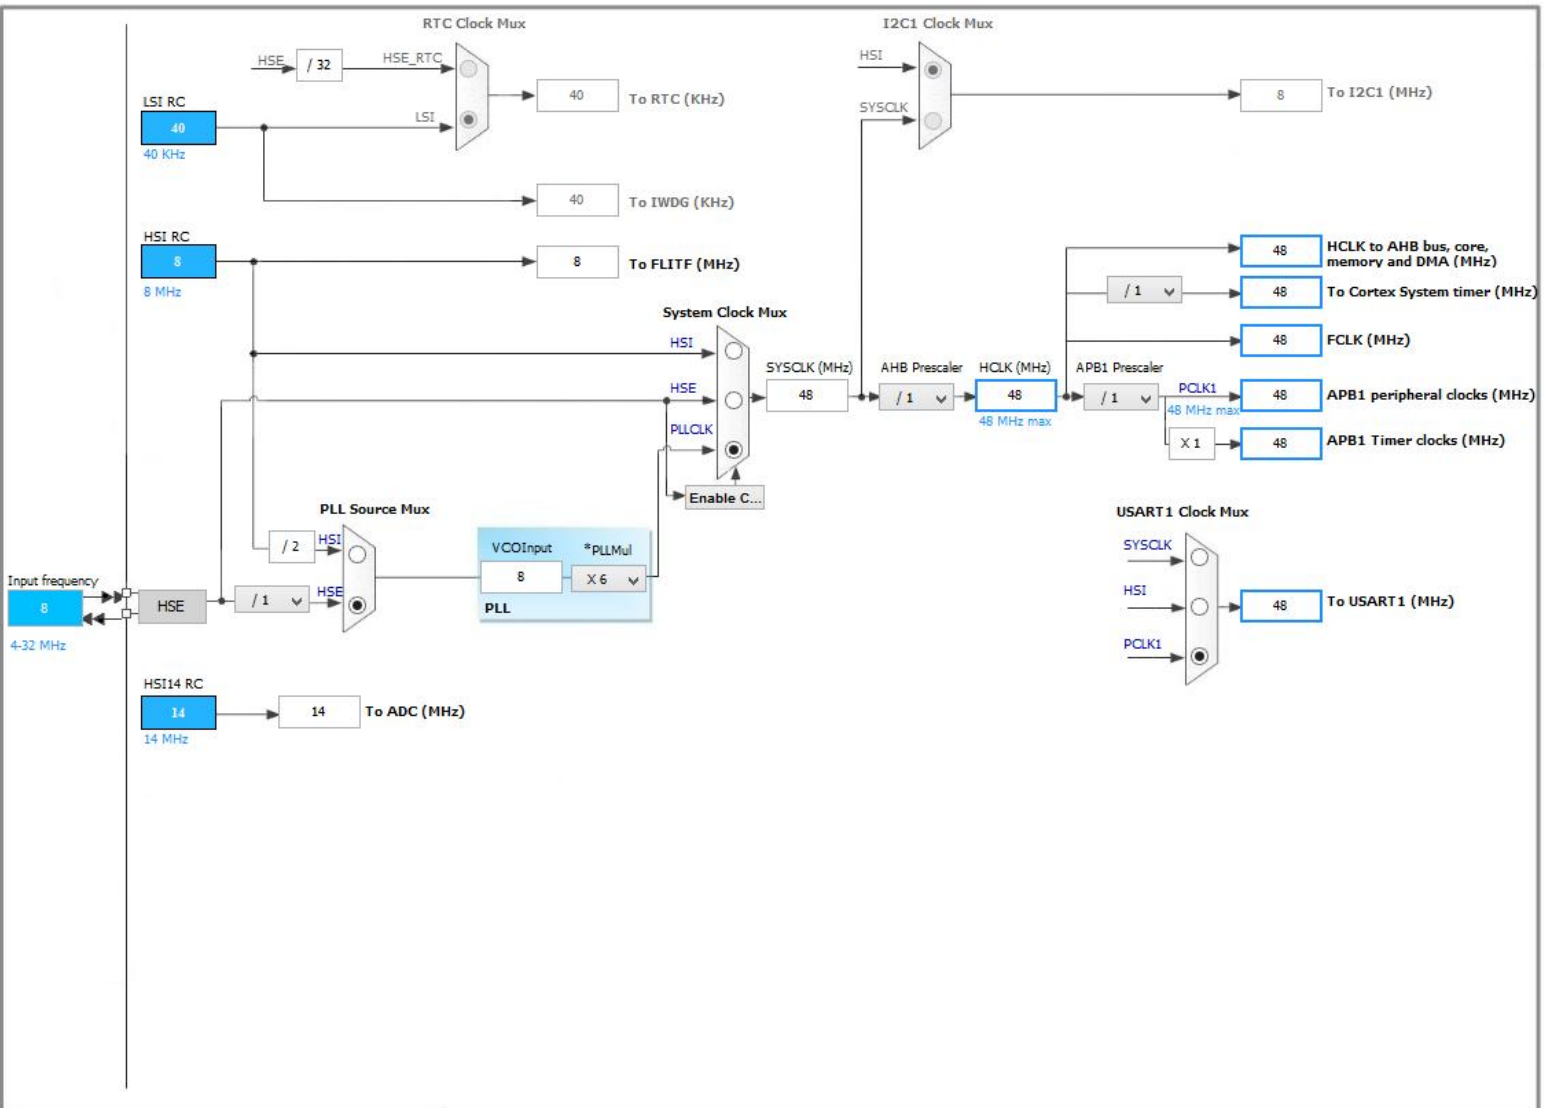 RTC Clock Mux
HSE
/ 32
HSE_RTC
40
To RTC (KHz)
LSI RC
40
40 KHz
LSI
40
To IWDG (KHz)
I2C1 Clock Mux
HSI
SYSCLK
8
To I2C1 (MHz)
HSI RC
8
8 MHz
8
To FLITF (MHz)
System Clock Mux
HSI
HSE
PLLCLK
Enable C...
SYSCLK (MHz)
48
AHB Prescaler
/ 1
HCLK (MHz)
48
48 MHz max
APB1 Prescaler
/ 1
48
HCLK to AHB bus, core,
memory and DMA (MHz)
/ 1
48
To Cortex System timer (MHz)
48
FCLK (MHz)
PCLK1
48 MHz max
48
APB1 peripheral clocks (MHz)
X 1
48
APB1 Timer clocks (MHz)
PLL Source Mux
/ 2
HSI
Input frequency
8
4-32 MHz
HSE
/ 1
HSE
VCOInput
*PLLMul
8
X 6
PLL
USART1 Clock Mux
SYSCLK
HSI
PCLK1
48
To USART1 (MHz)
HSI14 RC
14
14 MHz
14
To ADC (MHz)